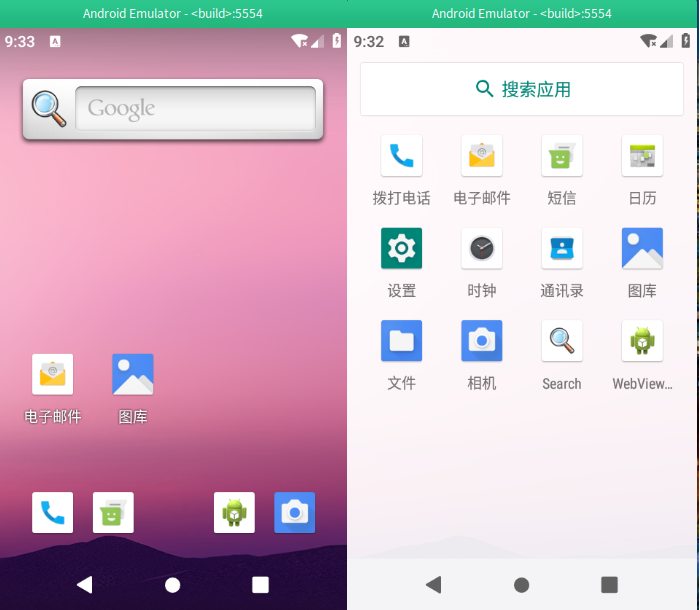 Android Emulator - <build>:5554
9:33
A
Google
电子邮件
图库
Android Emulator - <build>:5554
9:32
A
搜索应用
拨打电话
电子邮件
短信
日历
设置
时钟
通讯录
图库
文件
相机
Search
WebView...